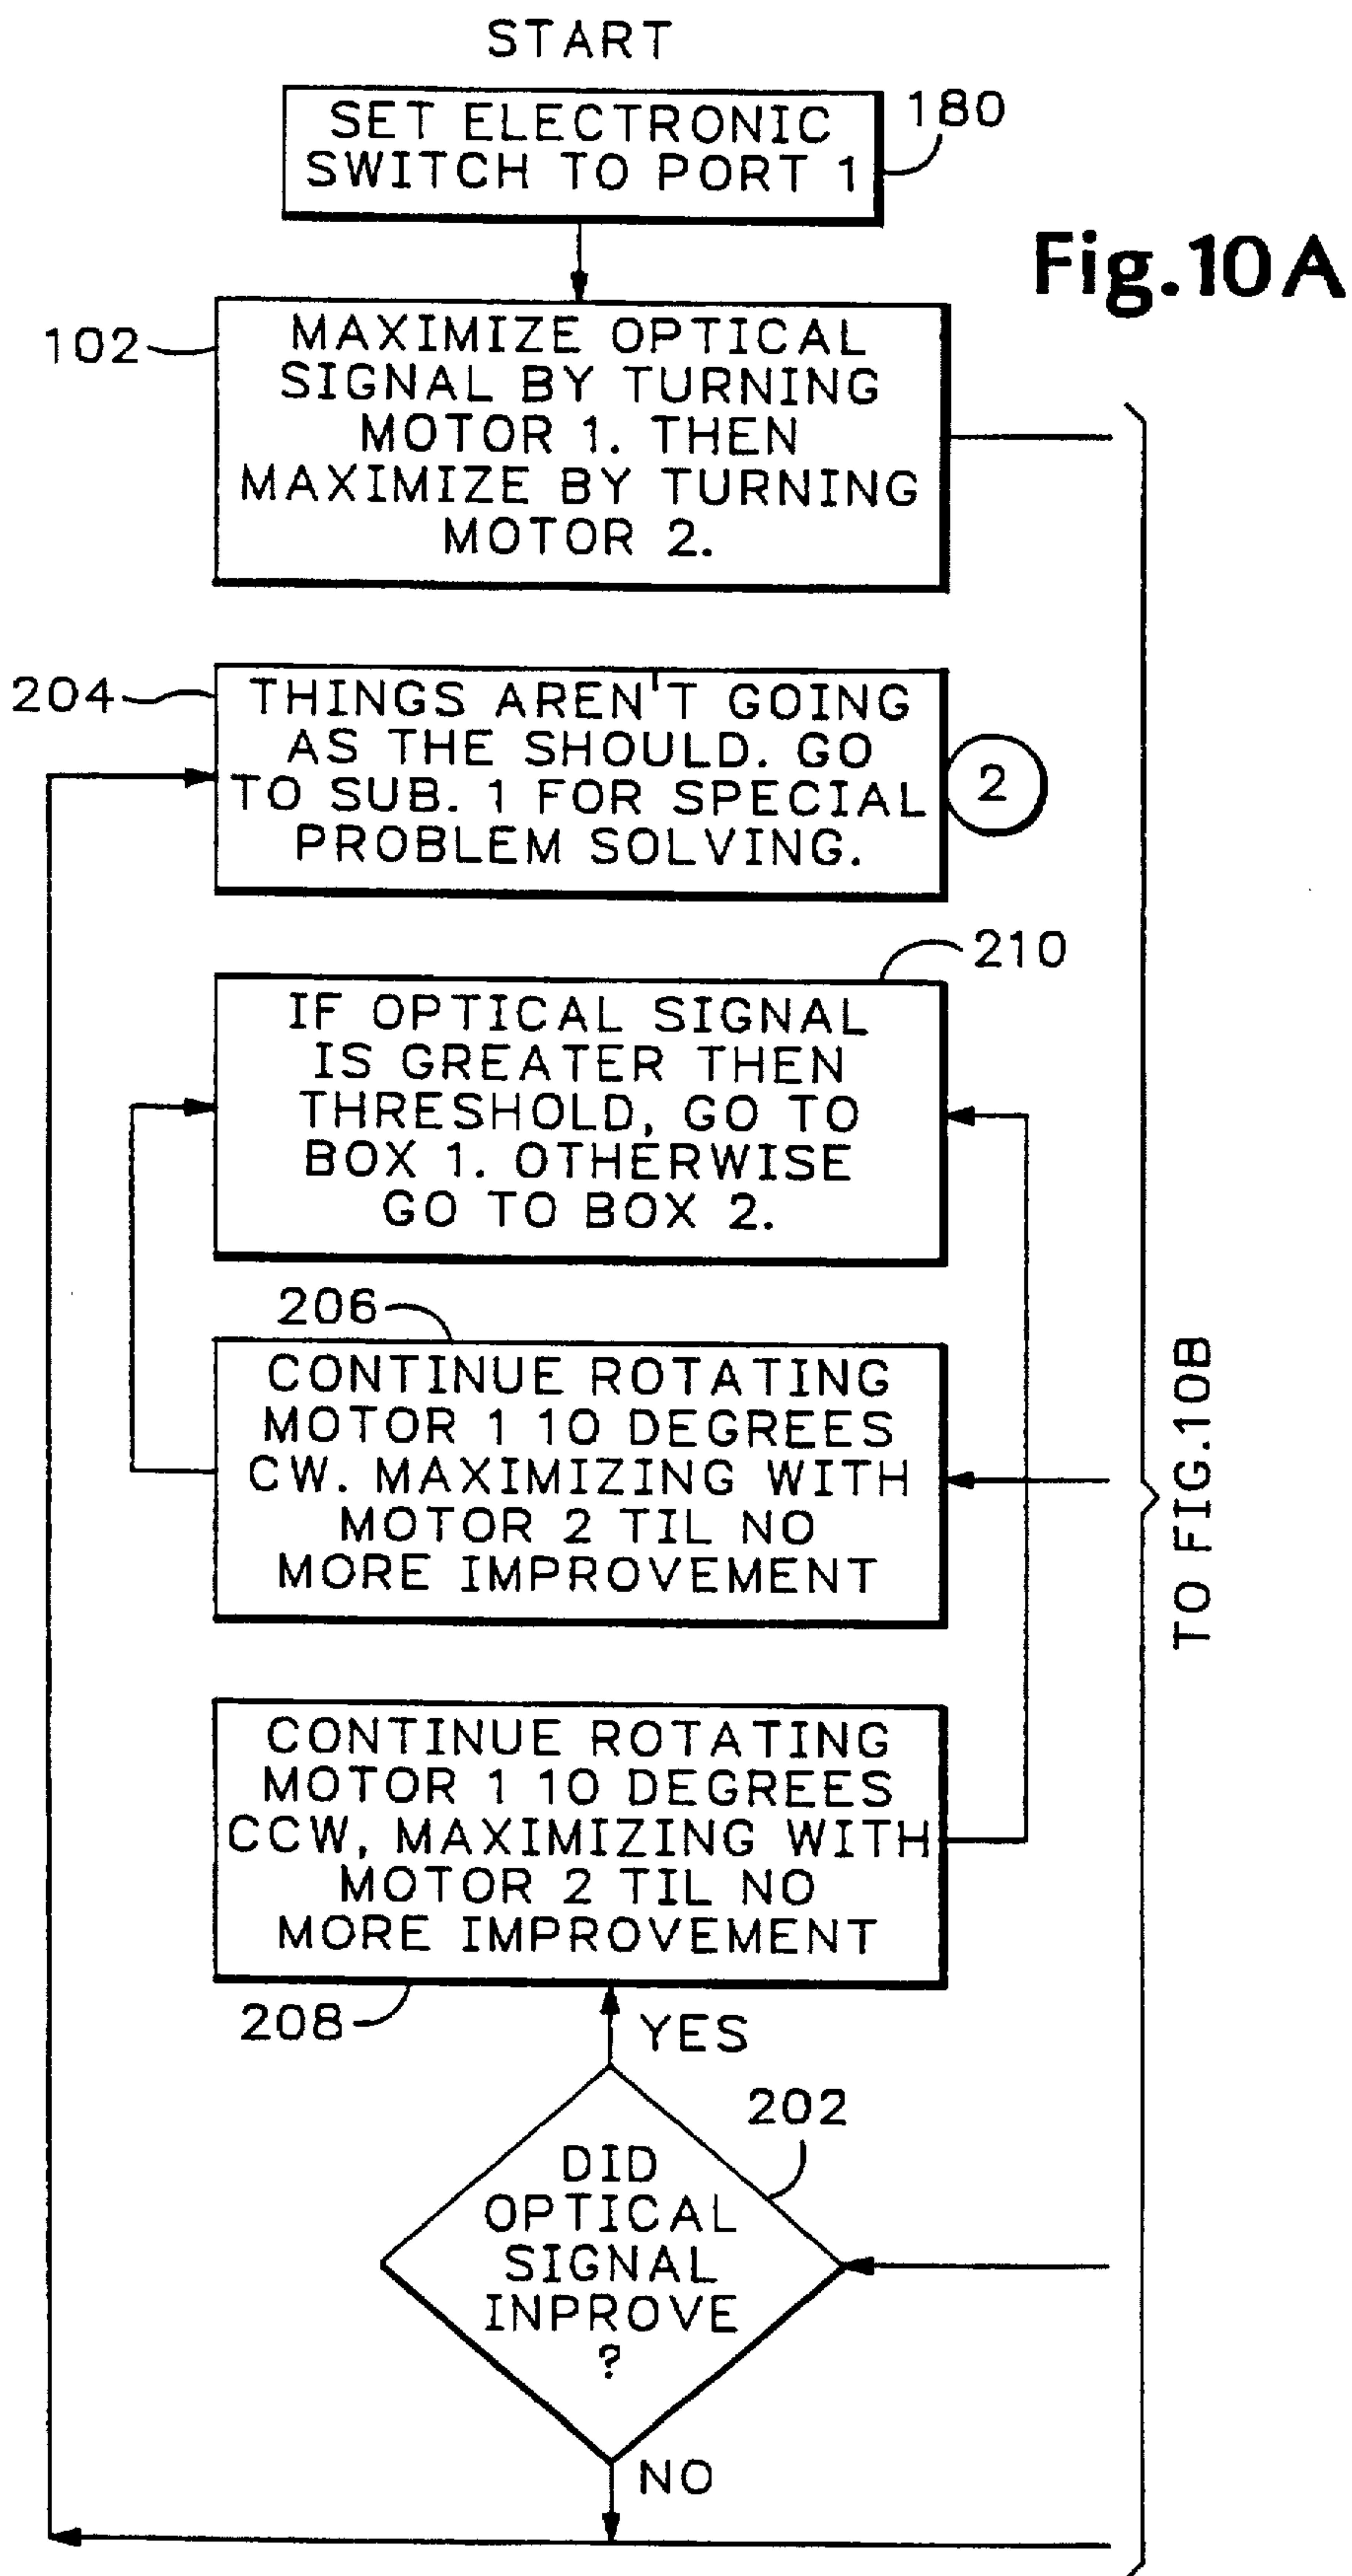 START
SET ELECTRONIC
SWITCH TO PORT 1
180
Fig.10A
102
MAXIMIZE OPTICAL
SIGNAL BY TURNING
MOTOR 1. THEN
MAXIMIZE BY TURNING
MOTOR 2.
204
THINGS AREN'T GOING
AS THE SHOULD. GO
TO SUB. 1 FOR SPECIAL
PROBLEM SOLVING.
2
210
IF OPTICAL SIGNAL
IS GREATER THEN
THRESHOLD, GO TO
BOX 1. OTHERWISE
GO TO BOX 2.
206
CONTINUE ROTATING
MOTOR 1 10 DEGREES
CW. MAXIMIZING WITH
MOTOR 2 TIL NO
MORE IMPROVEMENT
TO FIG.10B
CONTINUE ROTATING
MOTOR 1 10 DEGREES
CCW, MAXIMIZING WITH
MOTOR 2 TIL NO
MORE IMPROVEMENT
208
YES
202
DID
OPTICAL
SIGNAL
INPROVE
?
NO